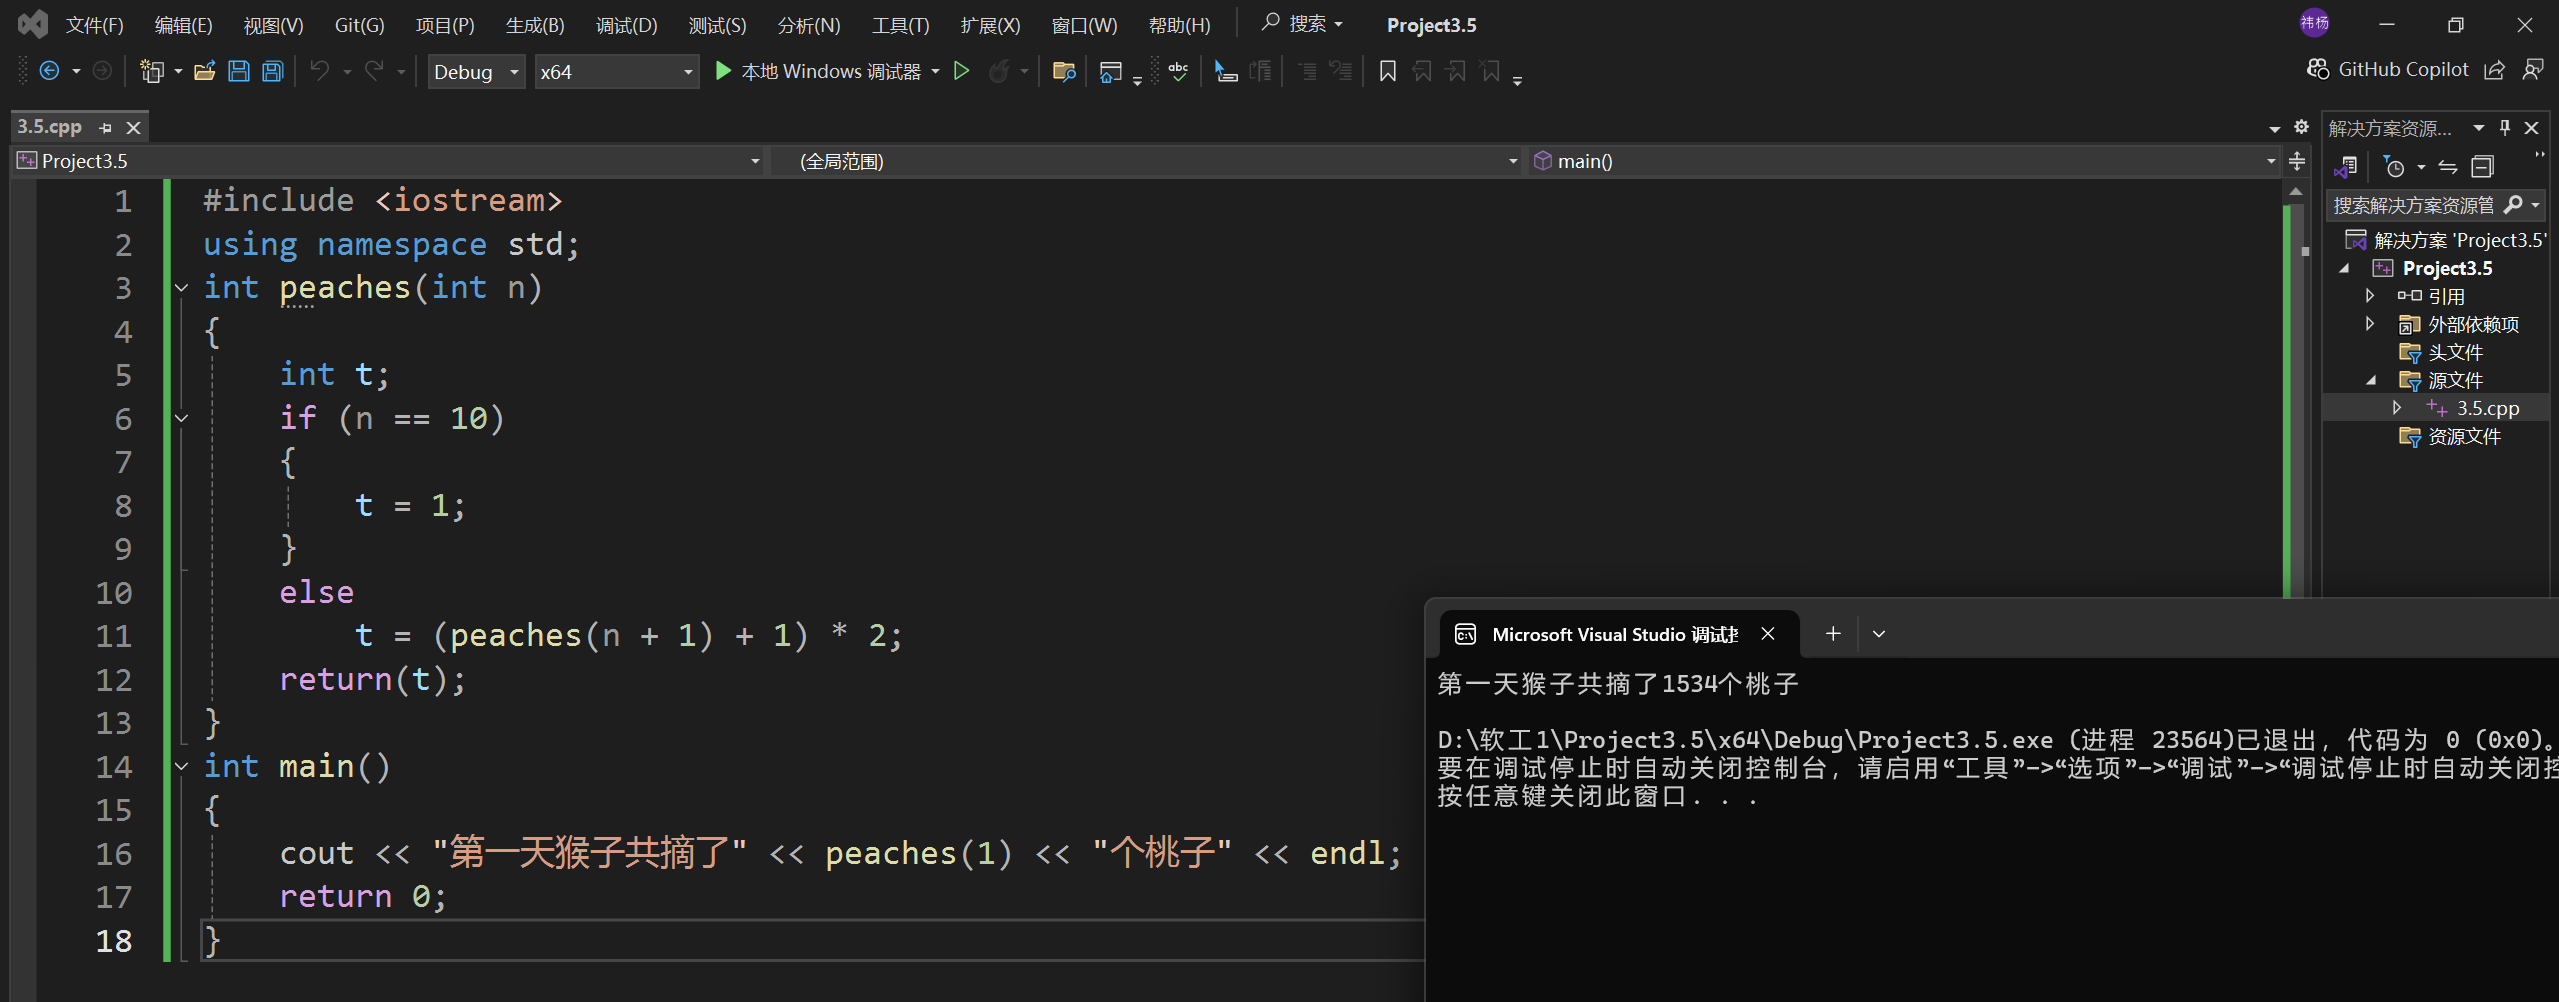 文件(F) 编辑(E) 视图(V) Git(G) 项目(P) 生成(B) 调试(D) 测试(S) 分析(N) 工具(T) 扩展(X) 窗口(W) 帮助(H) 搜索 Project3.5 祎杨
Debug x64 本地 Windows 调试器 abc GitHub Copilot
3.5.cpp
Project3.5 (全局范围) main()
1 #include <iostream>
2 using namespace std;
3 int peaches(int n)
4 {
5 int t;
6 if (n == 10)
7 {
8 t = 1;
9 }
10 else
11 t = (peaches(n + 1) + 1) * 2;
12 return(t);
13 }
14 int main()
15 {
16 cout << "第一天猴子共摘了" << peaches(1) << "个桃子" << endl;
17 return 0;
18 }
解决方案资源...
搜索解决方案资源管
解决方案 'Project3.5'
Project3.5
引用
外部依赖项
头文件
源文件
3.5.cpp
资源文件
Microsoft Visual Studio 调试
第一天猴子共摘了1534个桃子
D:\软工1\Project3.5\x64\Debug\Project3.5.exe (进程 23564)已退出，代码为 0 (0x0)。
要在调试停止时自动关闭控制台，请启用“工具”->“选项”->“调试”->“调试停止时自动关闭控
按任意键关闭此窗口. . .